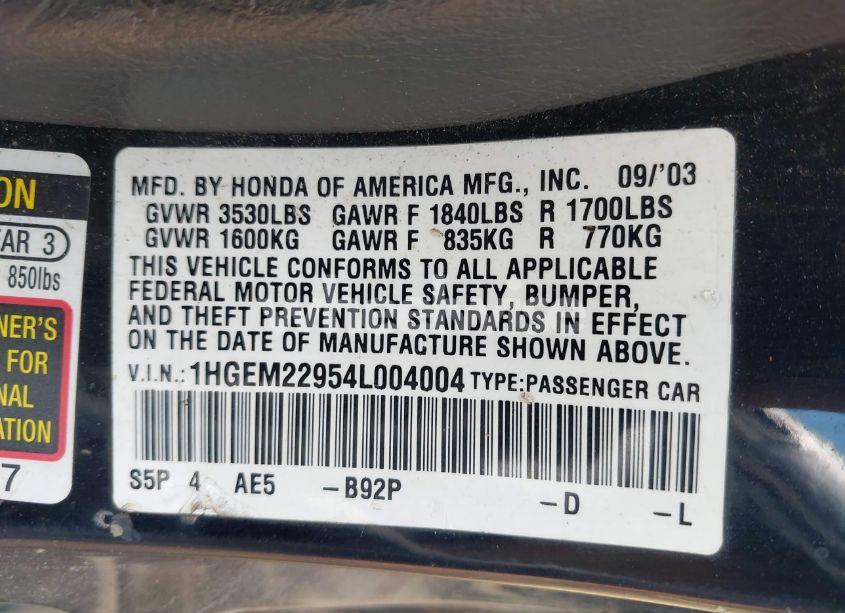 ON
AR 3
850lbs
NER'S
FOR
NAL
ATION
7
MFD. BY HONDA OF AMERICA MFG., INC. 09/'03
GVWR 3530LBS GAWR F 1840LBS R 1700LBS
GVWR 1600KG GAWR F 835KG R 770KG
THIS VEHICLE CONFORMS TO ALL APPLICABLE
FEDERAL MOTOR VEHICLE SAFETY, BUMPER,
AND THEFT PREVENTION STANDARDS IN EFFECT
ON THE DATE OF MANUFACTURE SHOWN ABOVE.
V.I.N.:1HGEM22954L004004 TYPE:PASSENGER CAR
S5P 4 AE5 -B92P -D -L